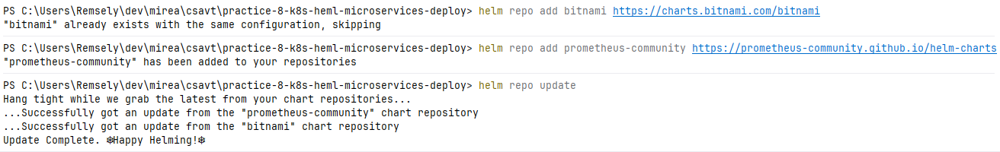 PS C:\Users\Remsely\dev\mirea\csavt\practice-8-k8s-heml-microservices-deploy> helm repo add bitnami https://charts.bitnami.com/bitnami
"bitnami" already exists with the same configuration, skipping
PS C:\Users\Remsely\dev\mirea\csavt\practice-8-k8s-heml-microservices-deploy> helm repo add prometheus-community https://prometheus-community.github.io/helm-charts
"prometheus-community" has been added to your repositories
PS C:\Users\Remsely\dev\mirea\csavt\practice-8-k8s-heml-microservices-deploy> helm repo update
Hang tight while we grab the latest from your chart repositories...
...Successfully got an update from the "prometheus-community" chart repository
...Successfully got an update from the "bitnami" chart repository
Update Complete. ⎈Happy Helming!⎈